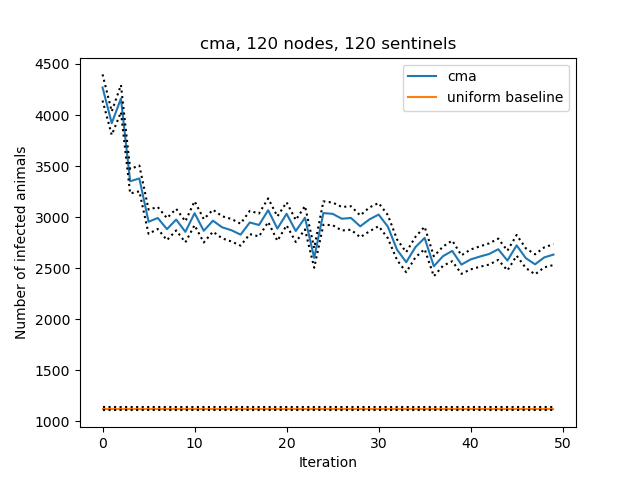 cma, 120 nodes, 120 sentinels
cma
uniform baseline
Number of infected animals
4500
4000
3500
3000
2500
2000
1500
1000
0 10 20 30 40 50
Iteration